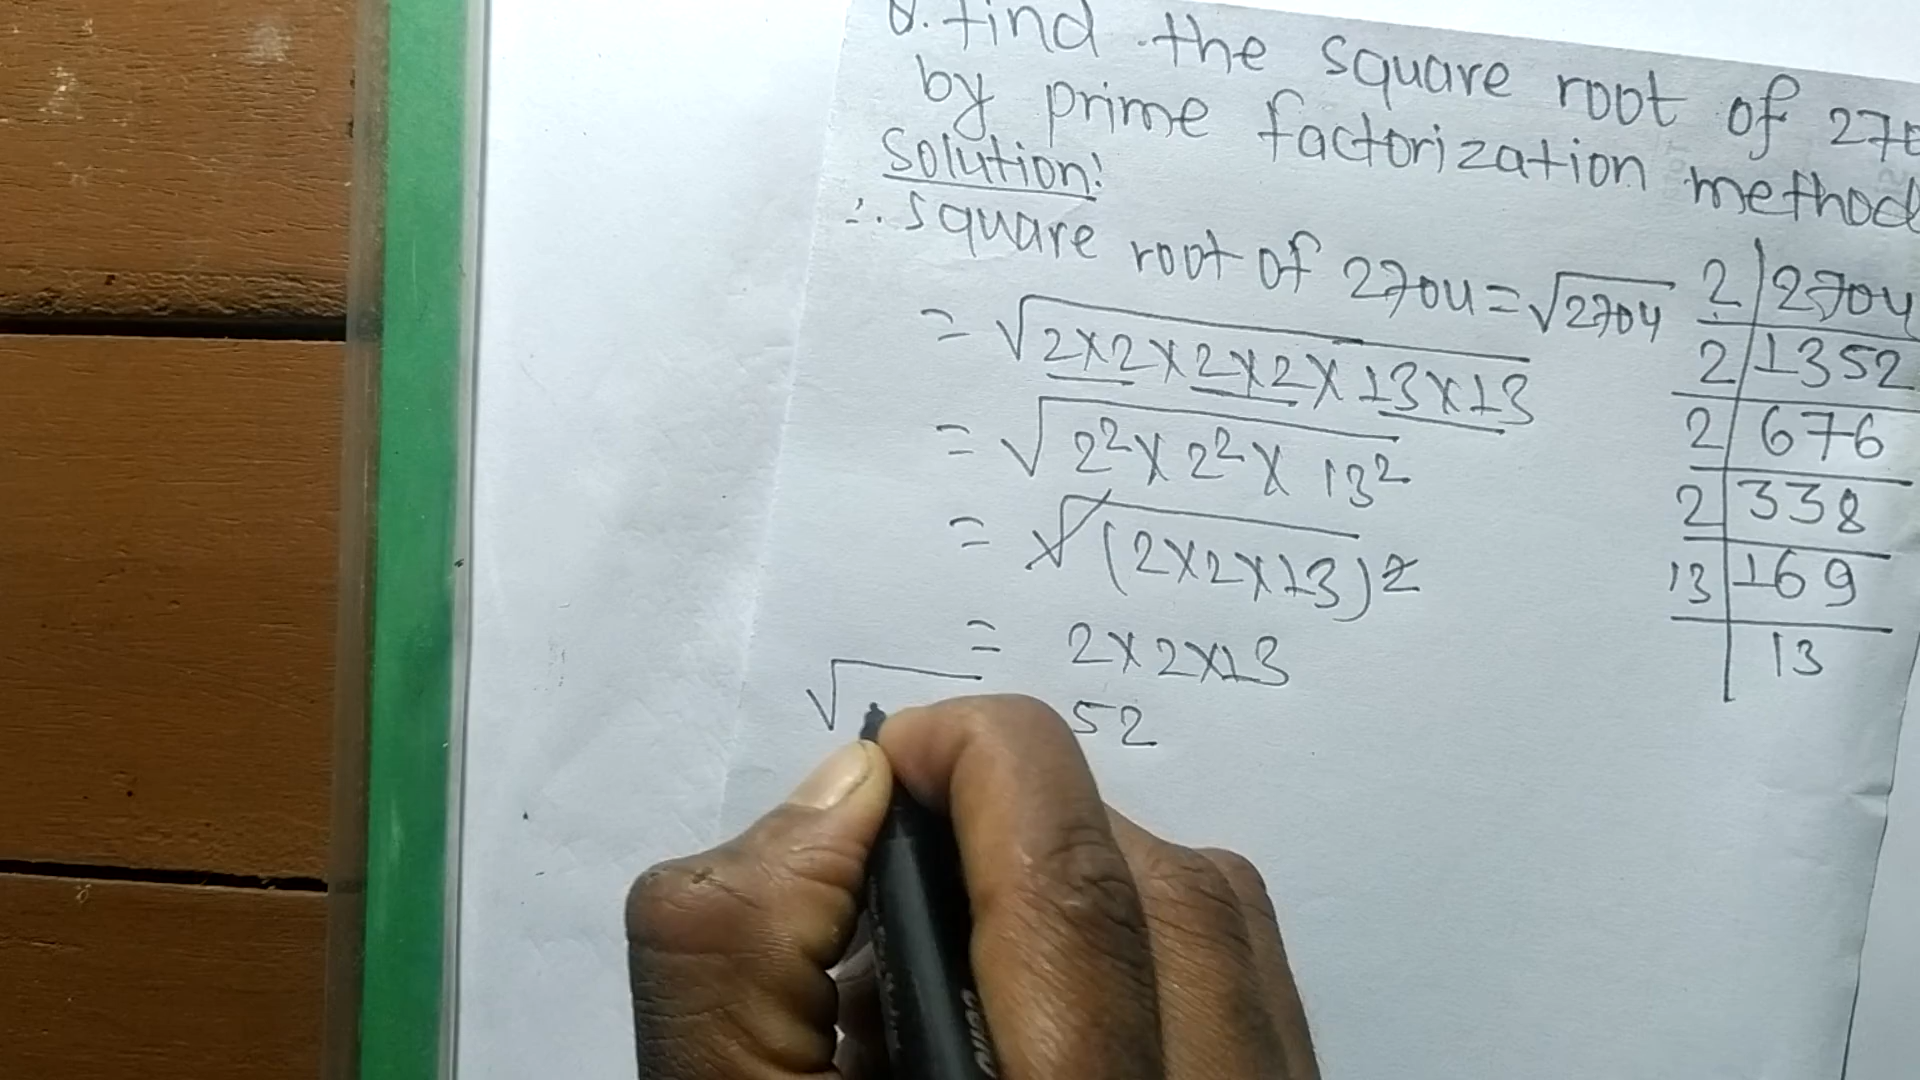 Q. Find the square root of 270
by prime factorization method
Solution:
∴ Square root of 2704 = √2704
= √2×2×2×2×13×13
= √2²×2²×13²
= √(2×2×13)²
= 2×2×13
√ 52
2 | 2704
2 | 1352
2 | 676
2 | 338
13 | 169
13